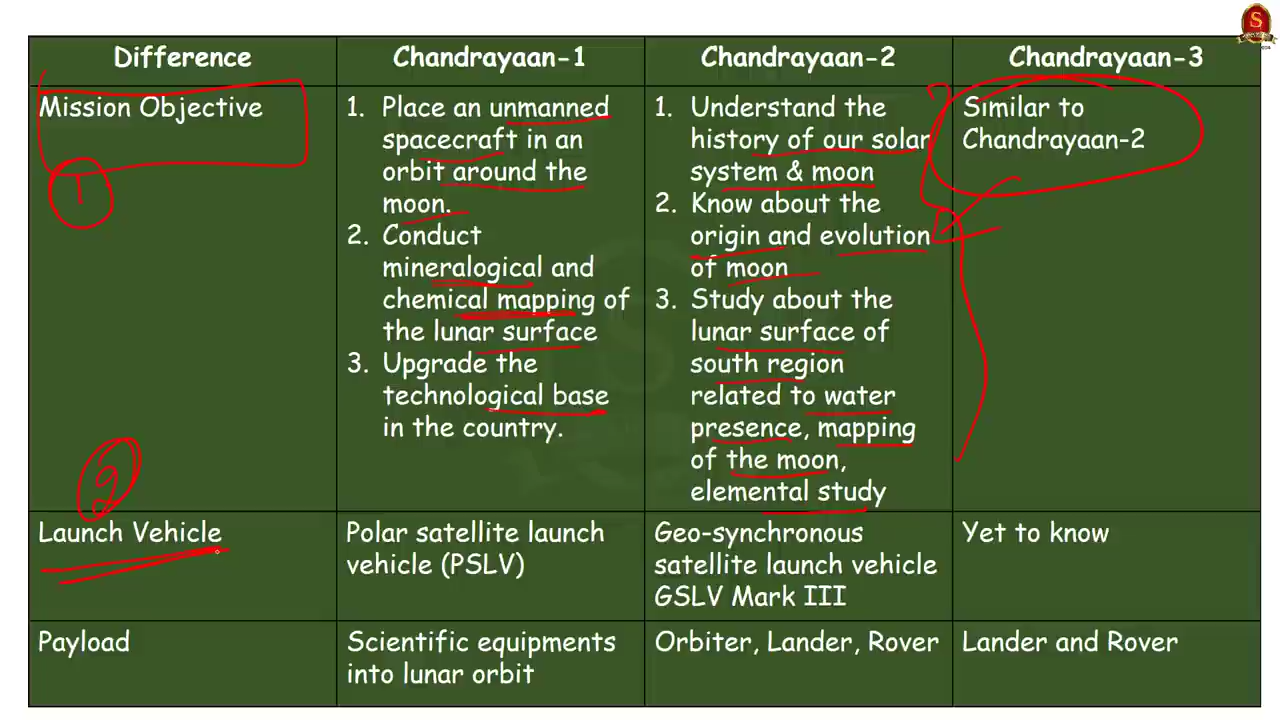 Difference
Chandrayaan-1
Chandrayaan-2
Chandrayaan-3
Mission Objective
1. Place an unmanned
spacecraft in an
orbit around the
moon.
2. Conduct
mineralogical and
chemical mapping of
the lunar surface
3. Upgrade the
technological base
in the country.
1. Understand the
history of our solar
system & moon
2. Know about the
origin and evolution
of moon
3. Study about the
lunar surface of
south region
related to water
presence, mapping
of the moon,
elemental study
Similar to
Chandrayaan-2
1
2
Launch Vehicle
Polar satellite launch
vehicle (PSLV)
Geo-synchronous
satellite launch vehicle
GSLV Mark III
Yet to know
Payload
Scientific equipments
into lunar orbit
Orbiter, Lander, Rover
Lander and Rover
S